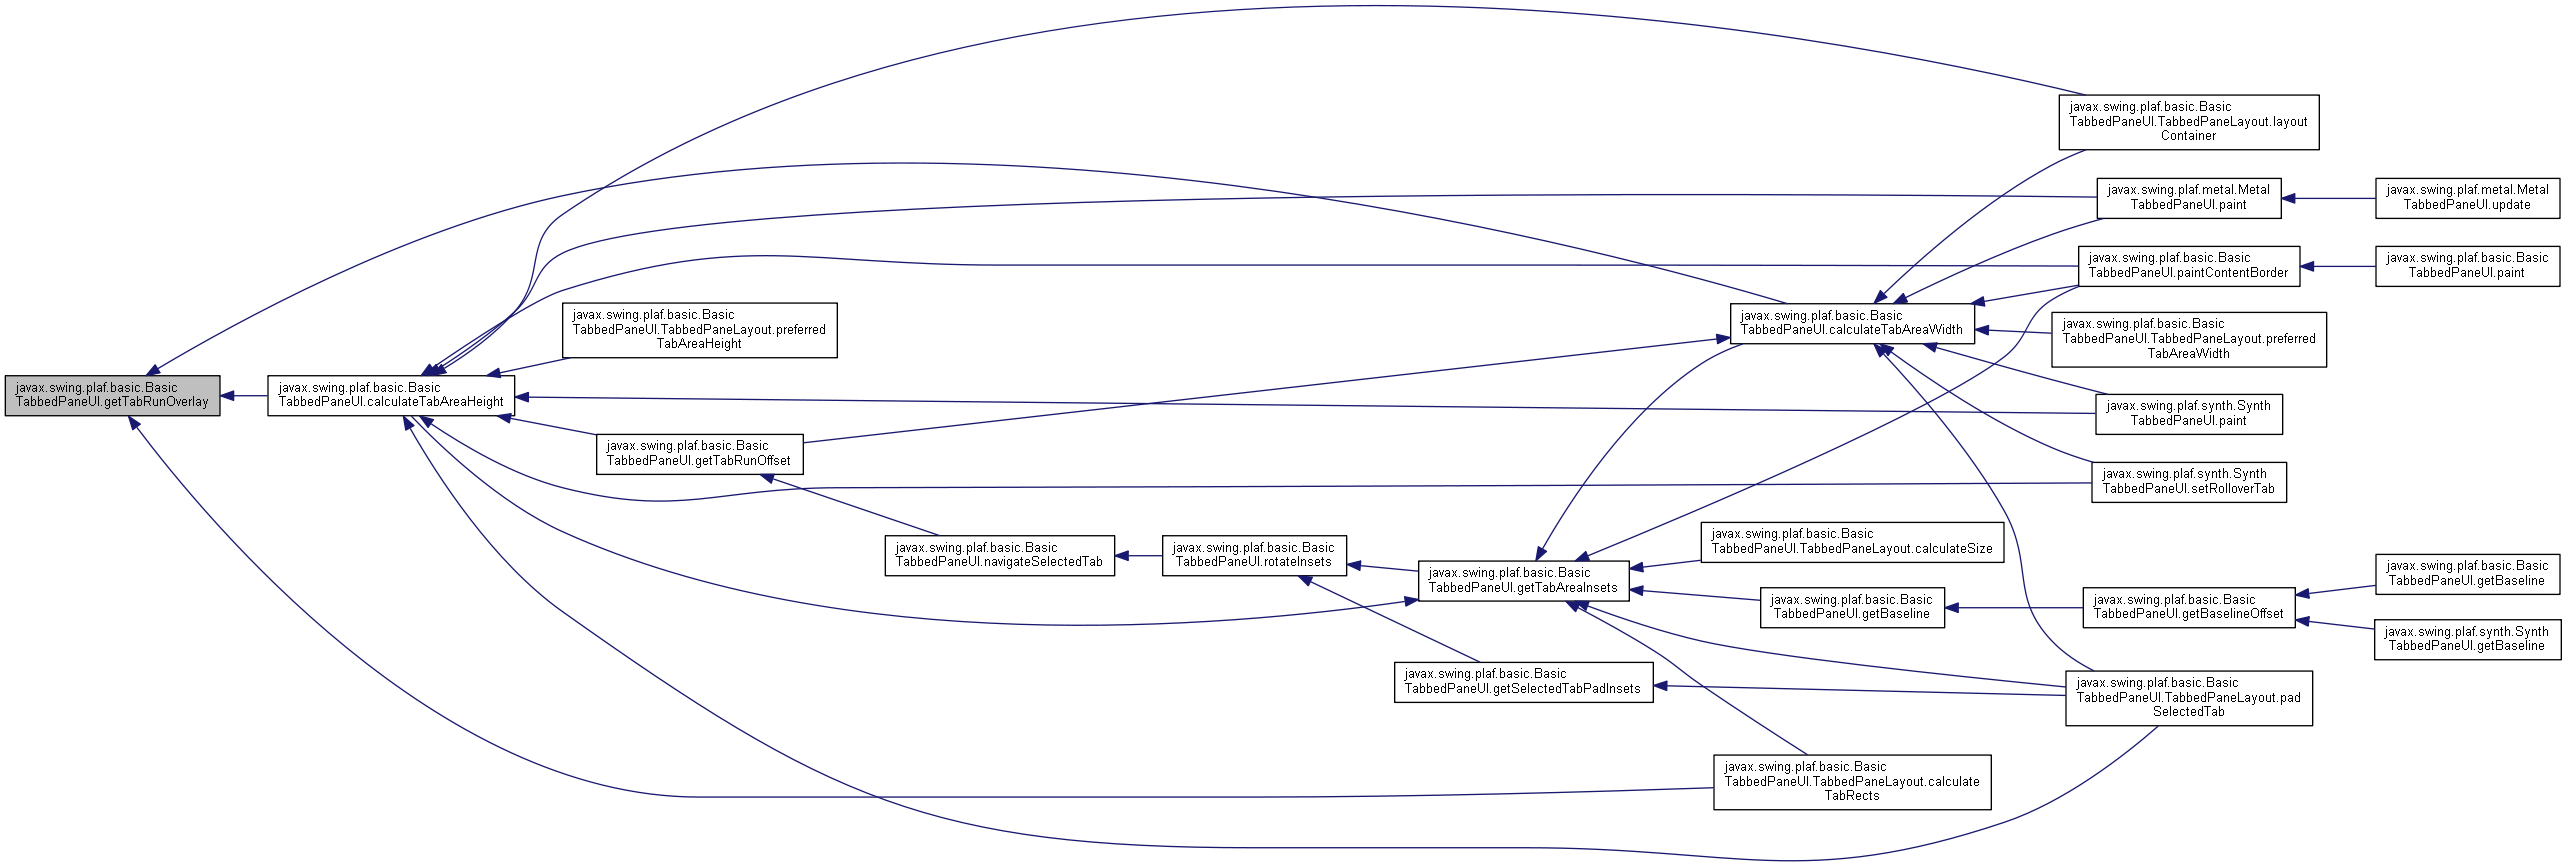 javax.swing.plaf.basic.Basic
TabbedPaneUI.getTabRunOverlay
javax.swing.plaf.basic.Basic
TabbedPaneUI.calculateTabAreaHeight
javax.swing.plaf.basic.Basic
TabbedPaneUI.TabbedPaneLayout.preferred
TabAreaHeight
javax.swing.plaf.basic.Basic
TabbedPaneUI.getTabRunOffset
javax.swing.plaf.basic.Basic
TabbedPaneUI.navigateSelectedTab
javax.swing.plaf.basic.Basic
TabbedPaneUI.rotateInsets
javax.swing.plaf.basic.Basic
TabbedPaneUI.getTabAreaInsets
javax.swing.plaf.basic.Basic
TabbedPaneUI.getSelectedTabPadInsets
javax.swing.plaf.basic.Basic
TabbedPaneUI.calculateTabAreaWidth
javax.swing.plaf.basic.Basic
TabbedPaneUI.TabbedPaneLayout.calculateSize
javax.swing.plaf.basic.Basic
TabbedPaneUI.getBaseline
javax.swing.plaf.basic.Basic
TabbedPaneUI.TabbedPaneLayout.calculate
TabRects
javax.swing.plaf.basic.Basic
TabbedPaneUI.TabbedPaneLayout.layout
Container
javax.swing.plaf.metal.Metal
TabbedPaneUI.paint
javax.swing.plaf.basic.Basic
TabbedPaneUI.paintContentBorder
javax.swing.plaf.basic.Basic
TabbedPaneUI.TabbedPaneLayout.preferred
TabAreaWidth
javax.swing.plaf.synth.Synth
TabbedPaneUI.paint
javax.swing.plaf.synth.Synth
TabbedPaneUI.setRolloverTab
javax.swing.plaf.basic.Basic
TabbedPaneUI.getBaselineOffset
javax.swing.plaf.basic.Basic
TabbedPaneUI.TabbedPaneLayout.pad
SelectedTab
javax.swing.plaf.metal.Metal
TabbedPaneUI.update
javax.swing.plaf.basic.Basic
TabbedPaneUI.paint
javax.swing.plaf.basic.Basic
TabbedPaneUI.getBaseline
javax.swing.plaf.synth.Synth
TabbedPaneUI.getBaseline